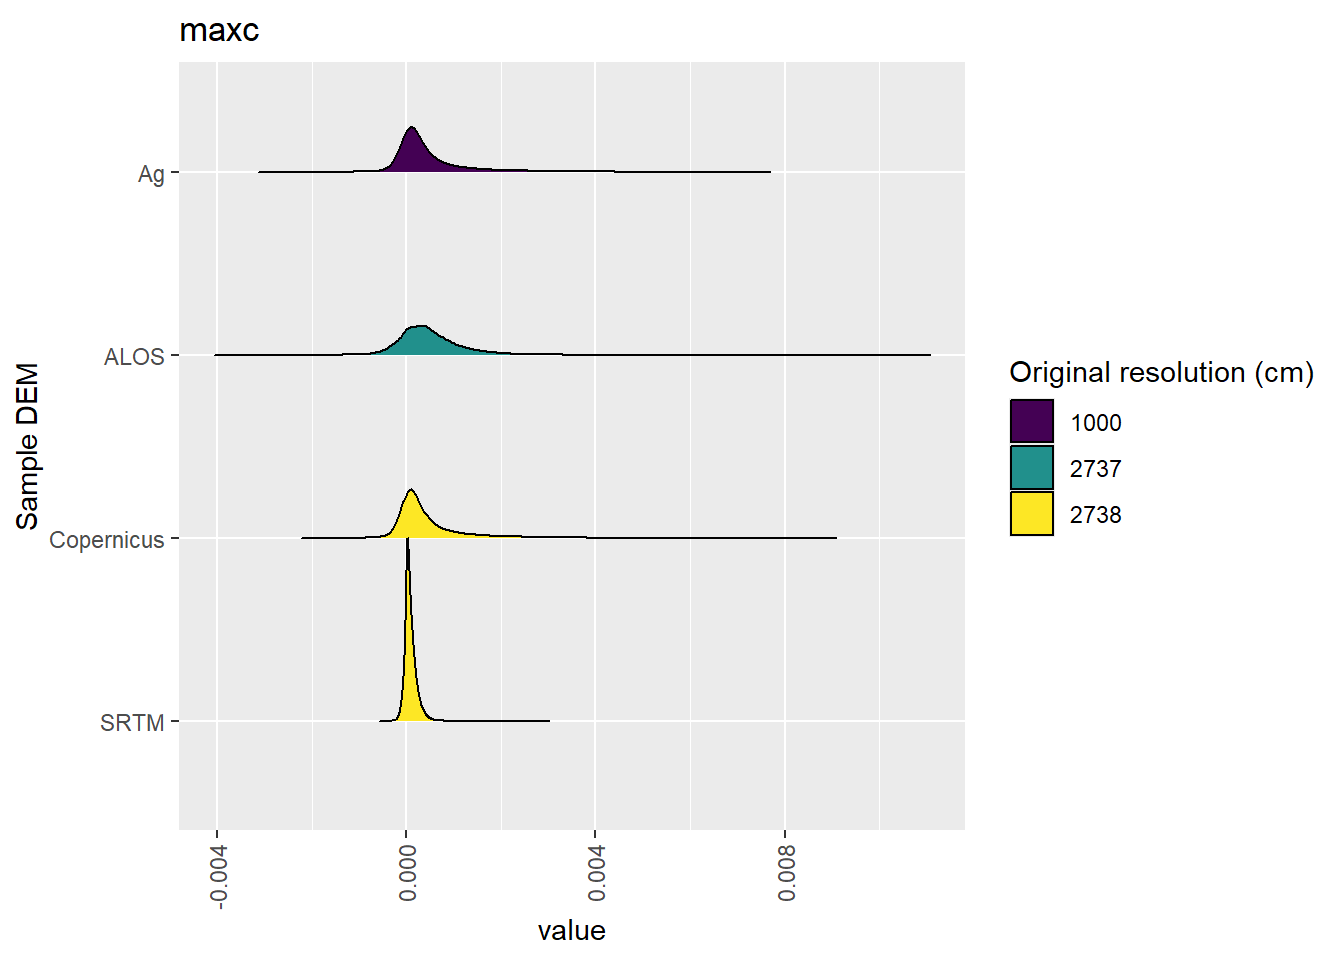 maxc
Sample DEM
Ag
ALOS
Copernicus
SRTM
-0.004
0.000
0.004
0.008
value
Original resolution (cm)
1000
2737
2738